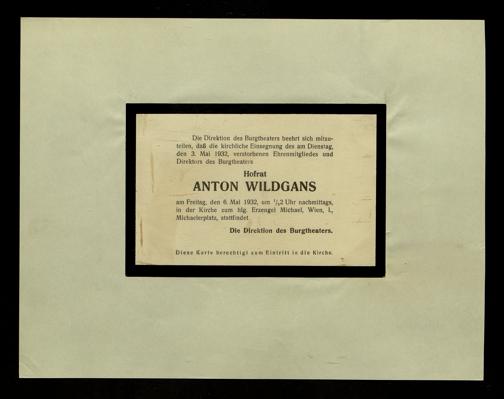 Die Direktion des Burgtheaters beehrt sich mitzu-
teilen, daß die kirchliche Einsegnung des am Dienstag,
den 3. Mai 1932, verstorbenen Ehrenmitgliedes und
Direktors des Burgtheaters
Hofrat
ANTON WILDGANS
am Freitag, den 6. Mai 1932, um ½2 Uhr nachmittags,
in der Kirche zum hlg. Erzengel Michael, Wien, I.,
Michaelerplatz, stattfindet.
Die Direktion des Burgtheaters.
Diese Karte berechtigt zum Eintritt in die Kirche.